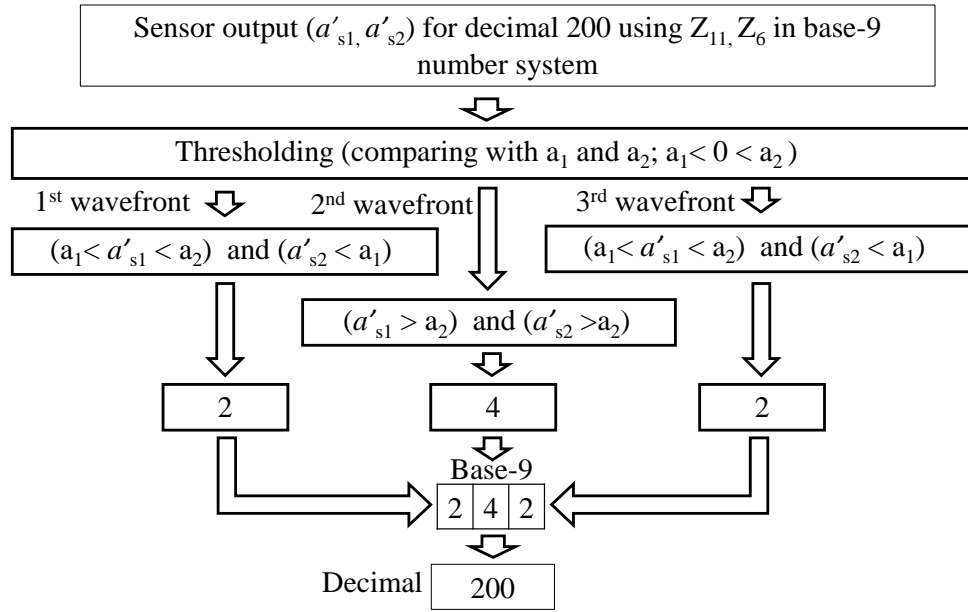 Sensor output (a′s1, a′s2) for decimal 200 using Z11, Z6 in base-9
number system
Thresholding (comparing with a1 and a2; a1< 0 < a2 )
1st wavefront
2nd wavefront
3rd wavefront
(a1< a′s1 < a2) and (a′s2 < a1)
(a1< a′s1 < a2) and (a′s2 < a1)
(a′s1 > a2) and (a′s2 >a2)
2
4
2
Base-9
2 4 2
Decimal
200